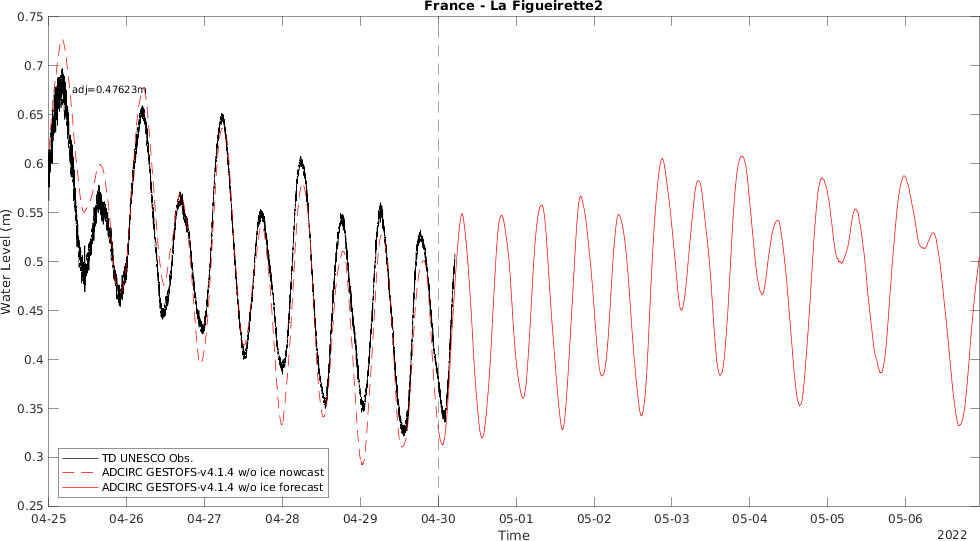 France - La Figueirette2
0.75
0.7
0.65
0.6
0.55
0.5
0.45
0.4
0.35
0.3
0.25
Water Level (m)
adj=0.47623m
TD UNESCO Obs.
ADCIRC GESTOFS-v4.1.4 w/o ice nowcast
ADCIRC GESTOFS-v4.1.4 w/o ice forecast
04-25 04-26 04-27 04-28 04-29 04-30 05-01 05-02 05-03 05-04 05-05 05-06
Time
2022